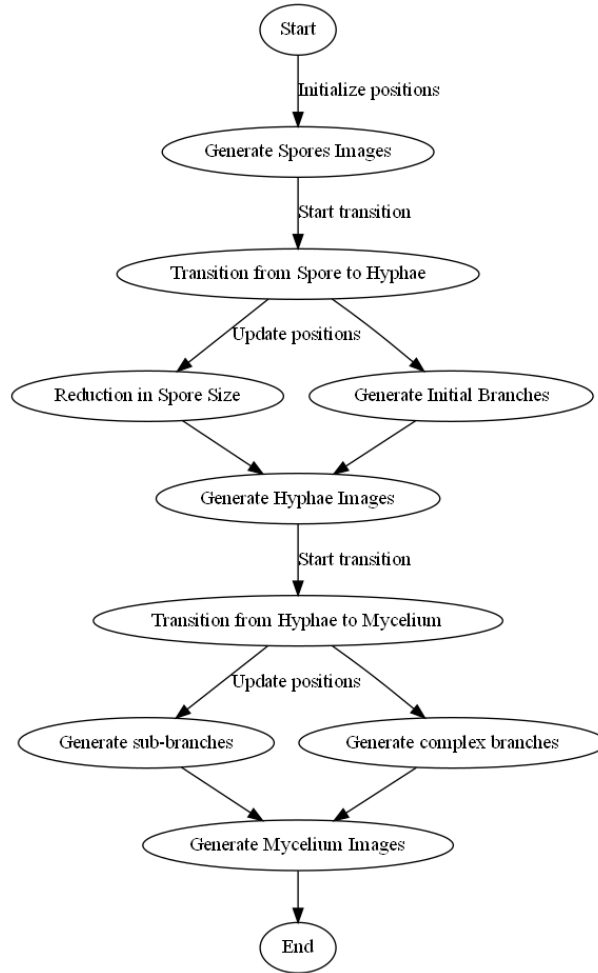 Start
Initialize positions
Generate Spores Images
Start transition
Transition from Spore to Hyphae
Update positions
Reduction in Spore Size
Generate Initial Branches
Generate Hyphae Images
Start transition
Transition from Hyphae to Mycelium
Update positions
Generate sub-branches
Generate complex branches
Generate Mycelium Images
End